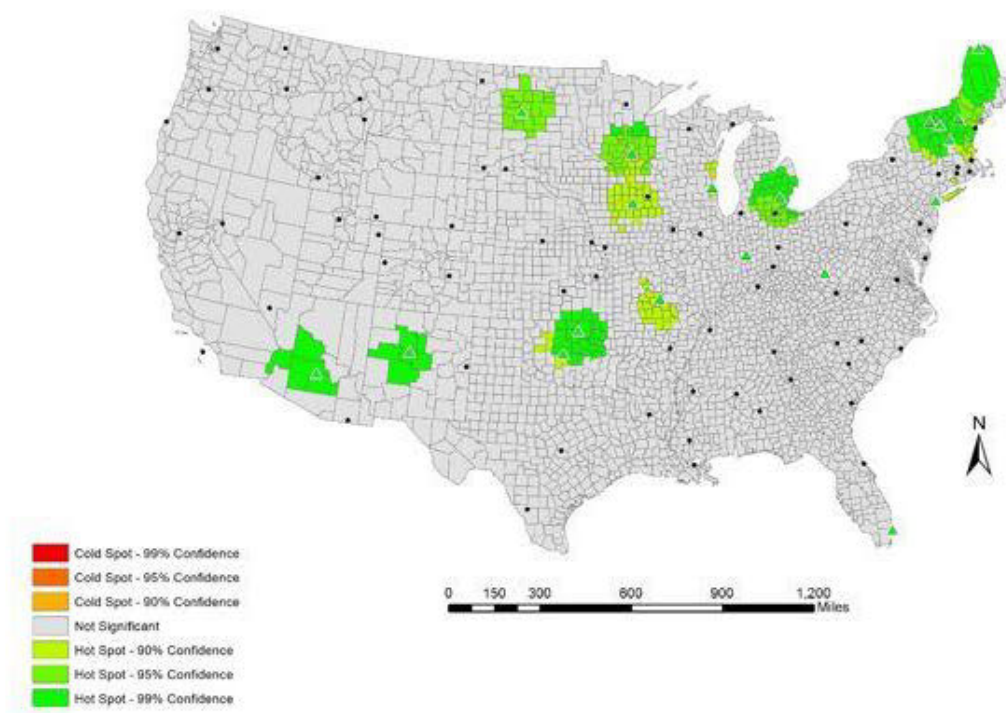 N
Cold Spot - 99% Confidence
Cold Spot - 95% Confidence
Cold Spot - 90% Confidence
Not Significant
Hot Spot - 90% Confidence
Hot Spot - 95% Confidence
Hot Spot - 99% Confidence
0 150 300 600 900 1,200
Miles